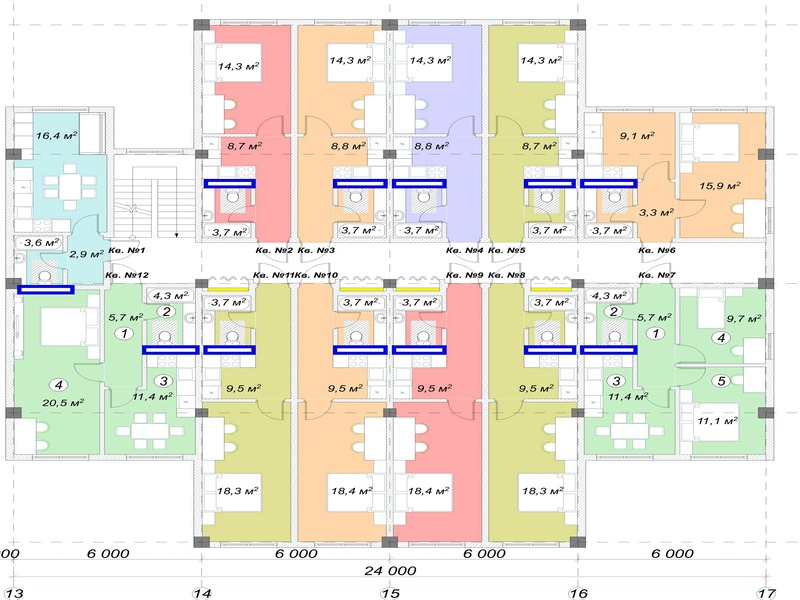 14,3 м² 14,3 м² 14,3 м² 14,3 м²
16,4 м² 8,7 м² 8,8 м² 8,8 м² 8,7 м² 9,1 м²
15,9 м²
3,3 м²
3,6 м² 3,7 м² 3,7 м² 3,7 м² 3,7 м² 3,7 м²
2,9 м² Кв. №1 Кв. №2 Кв. №3 Кв. №4 Кв. №5 Кв. №6
Кв. №12 Кв. №11 Кв. №10 Кв. №9 Кв. №8 Кв. №7
4,3 м² 3,7 м² 3,7 м² 3,7 м² 3,7 м² 4,3 м²
5,7 м² 2 2 5,7 м² 9,7 м²
1 1 4
4 3 3 5
20,5 м² 11,4 м² 9,5 м² 9,5 м² 9,5 м² 9,5 м² 11,4 м² 11,1 м²
18,3 м² 18,4 м² 18,4 м² 18,3 м²
00 6 000 6 000 6 000 6 000
24 000
13 14 15 16 17